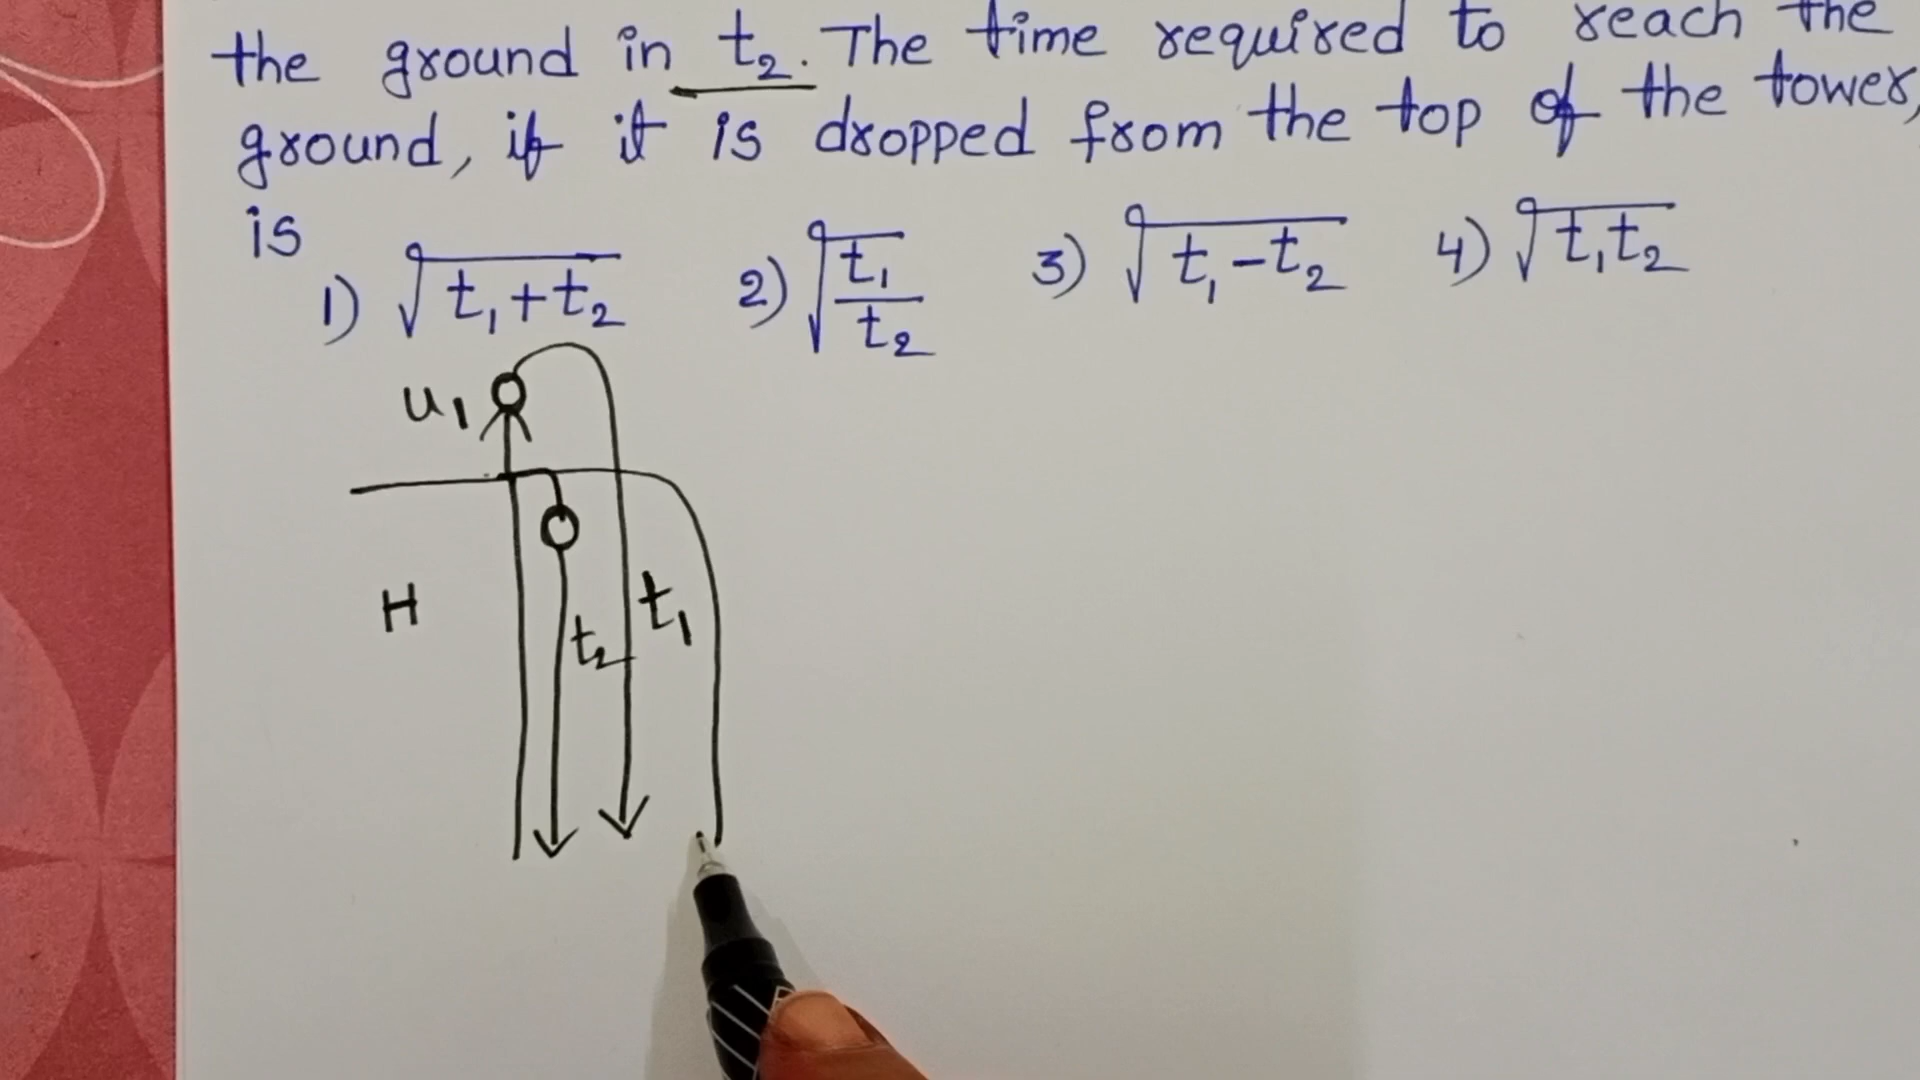 the ground in t₂. The time required to reach the
ground, if it is dropped from the top of the tower,
is
1) √(t₁+t₂) 2) √(t₁/t₂) 3) √(t₁-t₂) 4) √(t₁t₂)
u₁
H
t₂
t₁